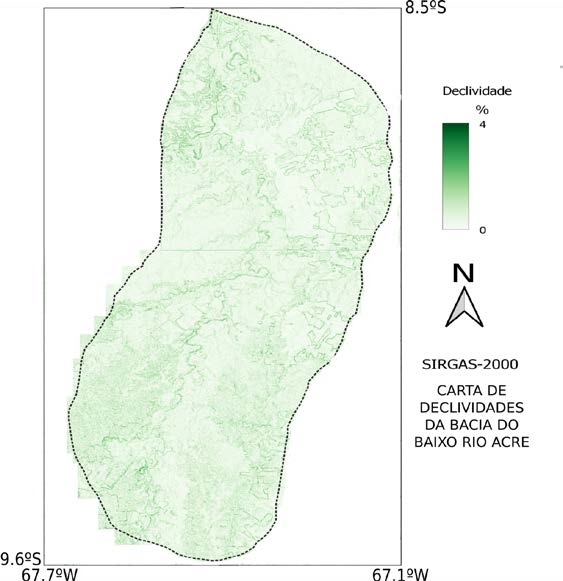 8.5ºS
Declividade
%
4
0
N
SIRGAS-2000
CARTA DE
DECLIVIDADES
DA BACIA DO
BAIXO RIO ACRE
9.6ºS
67.7ºW
67.1ºW